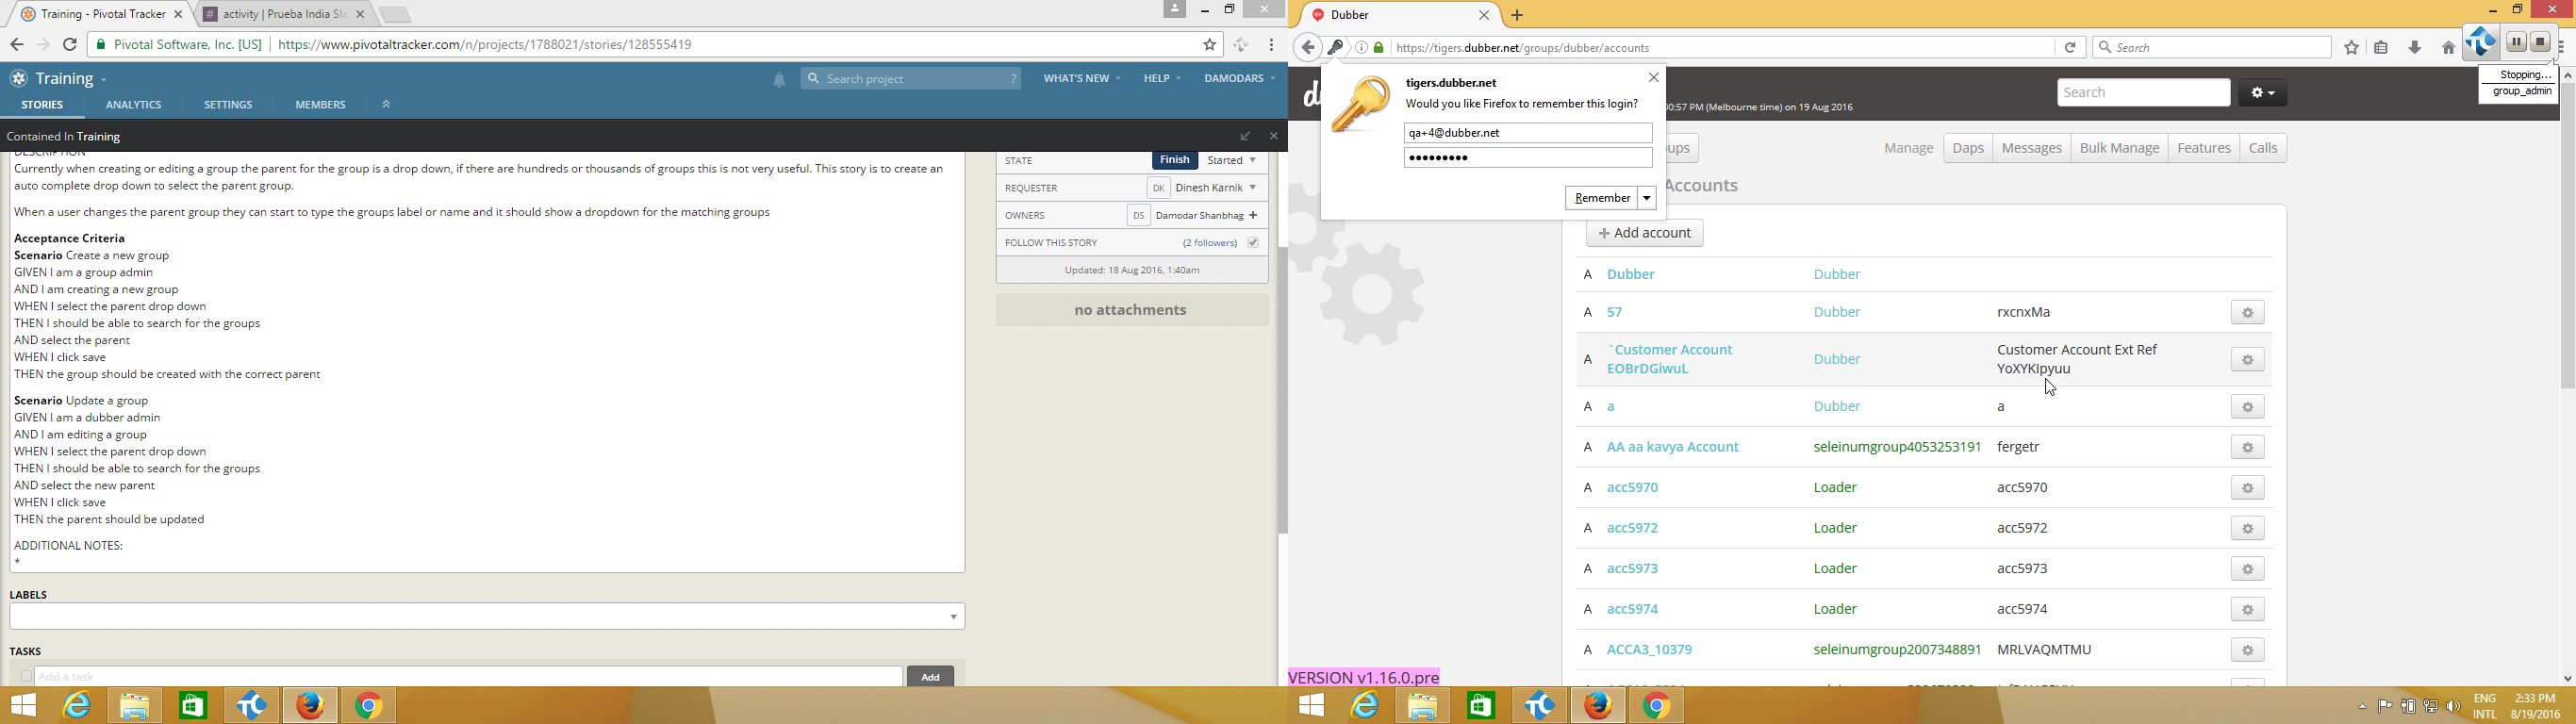 Training - Pivotal Tracker
activity | Prueba India Sla
Pivotal Software, Inc. [US]
https://www.pivotaltracker.com/n/projects/1788021/stories/128555419
Training
Search project
?
WHAT'S NEW
HELP
DAMODARS
STORIES
ANALYTICS
SETTINGS
MEMBERS
Contained In Training
DESCRIPTION
Currently when creating or editing a group the parent for the group is a drop down, if there are hundreds or thousands of groups this is not very useful. This story is to create an
auto complete drop down to select the parent group.
When a user changes the parent group they can start to type the groups label or name and it should show a dropdown for the matching groups
Acceptance Criteria
Scenario Create a new group
GIVEN I am a group admin
AND I am creating a new group
WHEN I select the parent drop down
THEN I should be able to search for the groups
AND select the parent
WHEN I click save
THEN the group should be created with the correct parent
Scenario Update a group
GIVEN I am a dubber admin
AND I am editing a group
WHEN I select the parent drop down
THEN I should be able to search for the groups
AND select the new parent
WHEN I click save
THEN the parent should be updated
ADDITIONAL NOTES:
*
LABELS
TASKS
Add a task
Add
STATE
Finish
Started
REQUESTER
DK
Dinesh Karnik
OWNERS
DS
Damodar Shanbhag
FOLLOW THIS STORY
(2 followers)
Updated: 18 Aug 2016, 1:40am
no attachments
Dubber
https://tigers.dubber.net/groups/dubber/accounts
Search
Stopping...
group_admin
tigers.dubber.net
Would you like Firefox to remember this login?
qa+4@dubber.net
Remember
00:57 PM (Melbourne time) on 19 Aug 2016
Search
ups
Manage
Daps
Messages
Bulk Manage
Features
Calls
Accounts
Add account
A Dubber Dubber
A 57 Dubber rxcnxMa
A `Customer Account EOBrDGiwuL Dubber Customer Account Ext Ref YoXYKIpyuu
A a Dubber a
A AA aa kavya Account seleinumgroup4053253191 fergetr
A acc5970 Loader acc5970
A acc5972 Loader acc5972
A acc5973 Loader acc5973
A acc5974 Loader acc5974
A ACCA3_10379 seleinumgroup2007348891 MRLVAQMTMU
VERSION v1.16.0.pre
ENG
INTL
2:33 PM
8/19/2016